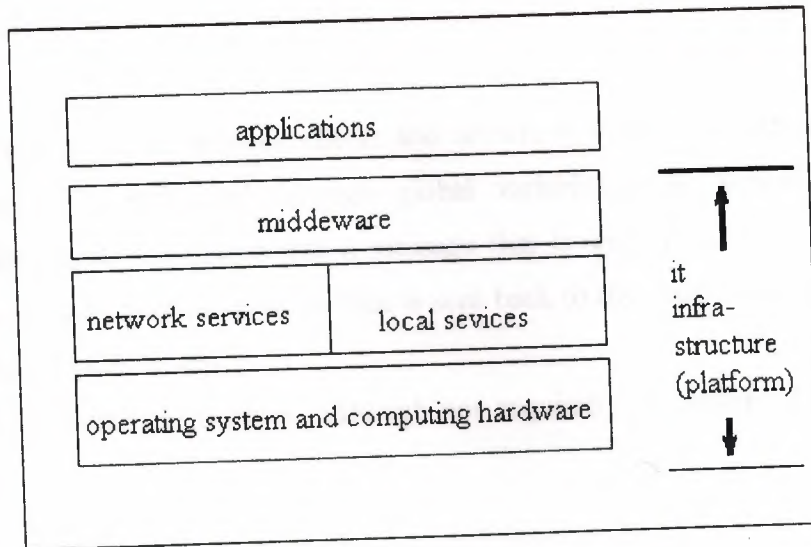 applications
middeware
network services
local sevices
operating system and computing hardware
it
infra-
structure
(platform)